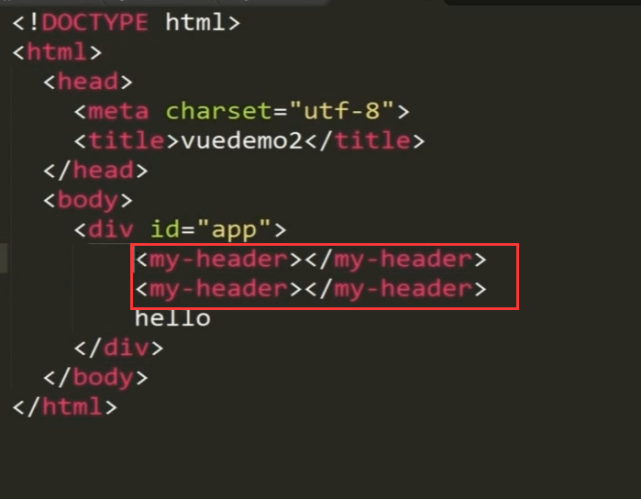 <!DOCTYPE html>
<html>
<head>
<meta charset="utf-8">
<title>vuedemo2</title>
</head>
<body>
<div id="app">
<my-header></my-header>
<my-header></my-header>
hello
</div>
</body>
</html>